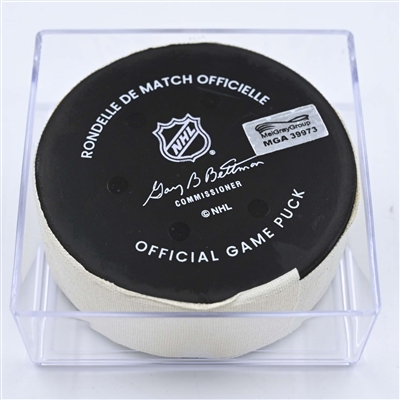 RONDELLE DE MATCH OFFICIELLE
NHL
MeiGrayGroup
MGA 39973
Gary B Bettman
COMMISSIONER
© NHL
OFFICIAL GAME PUCK